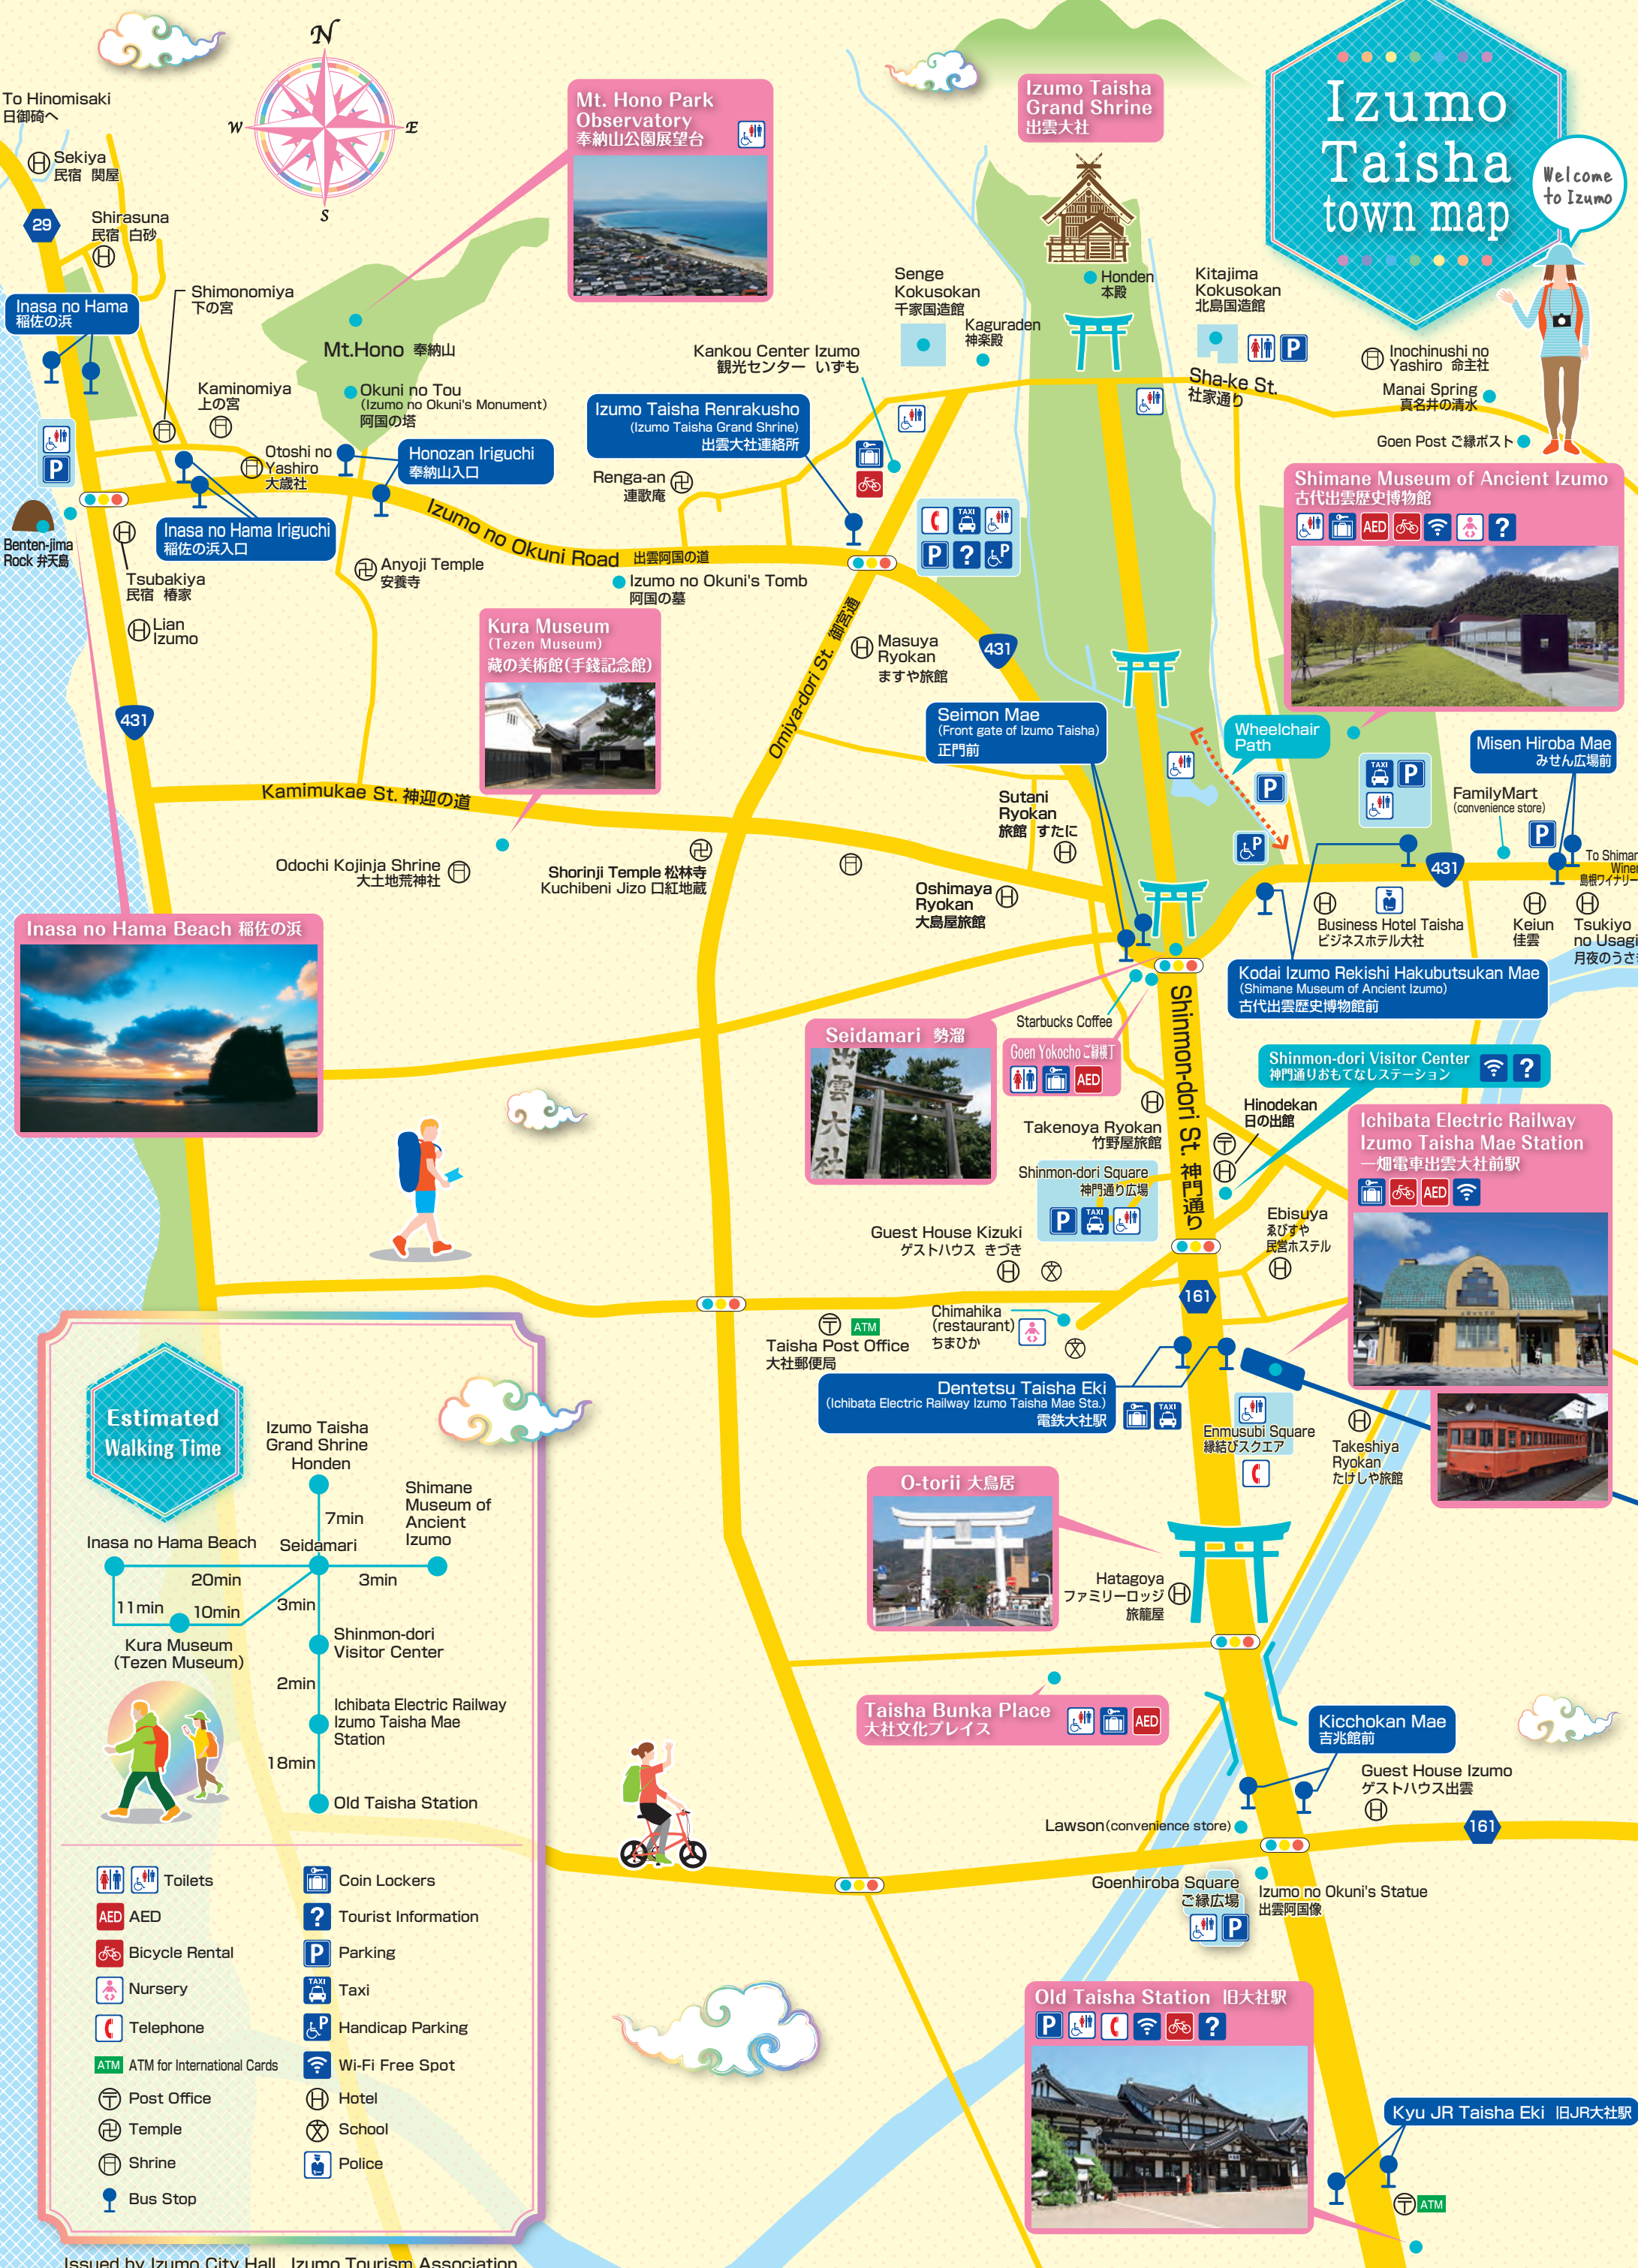 Izumo
Taisha
town map
Welcome
to Izumo
N
W
E
S
To Hinomisaki
日御碕へ
Sekiya
民宿 関屋
29
Shirasuna
民宿 白砂
Inasa no Hama
稲佐の浜
Shimonomiya
下の宮
Kaminomiya
上の宮
Mt. Hono Park
Observatory
奉納山公園展望台
Mt.Hono 奉納山
Okuni no Tou
(Izumo no Okuni's Monument)
阿国の塔
Otoshi no
Yashiro
大歳社
Honozan Iriguchi
奉納山入口
Inasa no Hama Iriguchi
稲佐の浜入口
P
Benten-jima
Rock 弁天島
Tsubakiya
民宿 椿家
Lian
Izumo
Anyoji Temple
安養寺
Izumo no Okuni Road 出雲阿国の道
Izumo no Okuni's Tomb
阿国の墓
Renga-an
連歌庵
Izumo Taisha Renrakusho
(Izumo Taisha Grand Shrine)
出雲大社連絡所
Kankou Center Izumo
観光センター いずも
Izumo Taisha
Grand Shrine
出雲大社
Honden
本殿
Senge
Kokusokan
千家国造館
Kaguraden
神楽殿
Kitajima
Kokusokan
北島国造館
P
Sha-ke St.
社家通り
Inochinushi no
Yashiro 命主社
Manai Spring
真名井の清水
Goen Post ご縁ポスト
Shimane Museum of Ancient Izumo
古代出雲歴史博物館
AED
?
TAXI
P
?
P
Kura Museum
(Tezen Museum)
蔵の美術館(手錢記念館)
Omiya-dori St. 御宮通
Masuya
Ryokan
ますや旅館
431
431
Seimon Mae
(Front gate of Izumo Taisha)
正門前
Wheelchair
Path
P
P
TAXI
P
Misen Hiroba Mae
みせん広場前
FamilyMart
(convenience store)
P
431
Kamimukae St. 神迎の道
Sutani
Ryokan
旅館 すたに
Odochi Kojinja Shrine
大土地荒神社
Shorinji Temple 松林寺
Kuchibeni Jizo 口紅地蔵
Oshimaya
Ryokan
大島屋旅館
Business Hotel Taisha
ビジネスホテル大社
Keiun
佳雲
Tsukiyo
no Usagi
島根ワイナリー
Kodai Izumo Rekishi Hakubutsukan Mae
(Shimane Museum of Ancient Izumo)
古代出雲歴史博物館前
Inasa no Hama Beach 稲佐の浜
Seidamari 勢溜
出雲大社
Starbucks Coffee
Goen Yokocho ご縁横丁
AED
Shinmon-dori St. 神門通り
Shinmon-dori Visitor Center
神門通りおもてなしステーション
?
Takenoya Ryokan
竹野屋旅館
Hinodekan
日の出館
Shinmon-dori Square
神門通り広場
P
TAXI
Ichibata Electric Railway
Izumo Taisha Mae Station
一畑電車出雲大社前駅
AED
Guest House Kizuki
ゲストハウス きづき
Ebisuya
ゑびすや
民営ホステル
161
ATM
Taisha Post Office
大社郵便局
Chimahika
(restaurant)
ちまひか
Dentetsu Taisha Eki
(Ichibata Electric Railway Izumo Taisha Mae Sta.)
電鉄大社駅
TAXI
Enmusubi Square
縁結びスクエア
Takeshiya
Ryokan
たけしや旅館
O-torii 大鳥居
Hatagoya
ファミリーロッジ
旅籠屋
Taisha Bunka Place
大社文化プレイス
AED
Kicchokan Mae
吉兆館前
Guest House Izumo
ゲストハウス出雲
Lawson(convenience store)
161
Goenhiroba Square
ご縁広場
P
Izumo no Okuni's Statue
出雲阿国像
Old Taisha Station 旧大社駅
P
?
Kyu JR Taisha Eki 旧JR大社駅
ATM
Estimated
Walking Time
Izumo Taisha
Grand Shrine
Honden
7min
Shimane
Museum of
Ancient
Izumo
Inasa no Hama Beach
Seidamari
20min
3min
11min
10min
3min
Kura Museum
(Tezen Museum)
Shinmon-dori
Visitor Center
2min
Ichibata Electric Railway
Izumo Taisha Mae
Station
18min
Old Taisha Station
Toilets
AED AED
Bicycle Rental
Nursery
Telephone
ATM ATM for International Cards
Post Office
Temple
Shrine
Bus Stop
Coin Lockers
? Tourist Information
P Parking
TAXI Taxi
P Handicap Parking
Wi-Fi Free Spot
H Hotel
文 School
Police
Issued by Izumo City Hall, Izumo Tourism Association